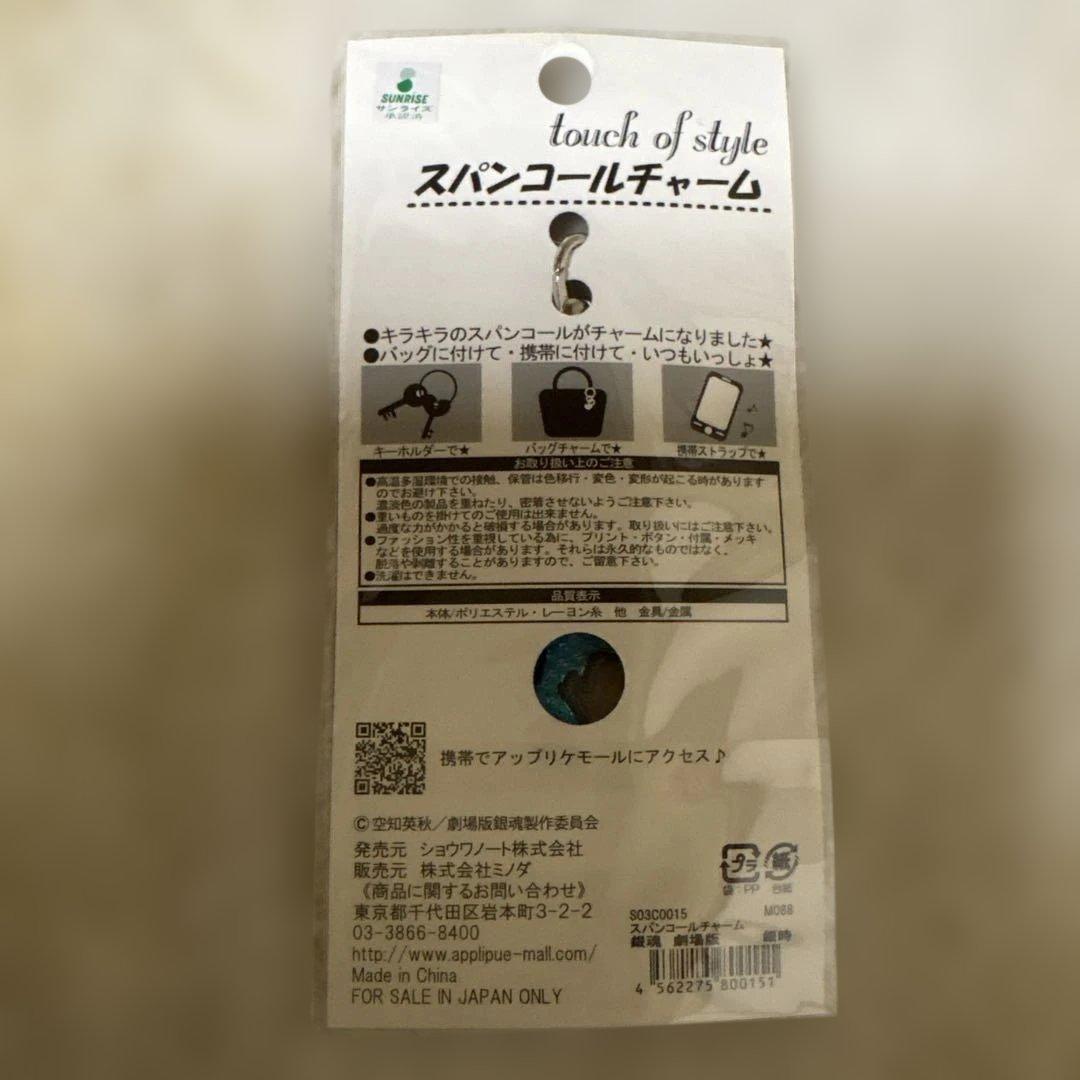 SUNRISE
サンライズ
承認済
touch of style
スパンコールチャーム
●キラキラのスパンコールがチャームになりました★
●バッグに付けて・携帯に付けて・いつもいっしょ★
キーホルダーで★
バッグチャームで★
携帯ストラップで★
お取り扱い上のご注意
●高温多湿環境での接触、保管は色移行・変色・変形が起こる時があります
のでお避け下さい。
濃淡色の製品を重ねたり、密着させないようご注意下さい。
●重いものを掛けてのご使用は出来ません。
過度な力がかかると破損する場合があります。取り扱いにはご注意下さい。
●ファッション性を重視している為に、プリント・ボタン・付属・メッキ
などを使用する場合があります。それらは永久的なものではなく、
脱落や剥離することがありますので、ご留意下さい。
●洗濯はできません。
品質表示
本体/ポリエステル・レーヨン糸 他 金具/金属
携帯でアップリケモールにアクセス♪
©空知英秋/劇場版銀魂製作委員会
発売元 ショウワノート株式会社
販売元 株式会社ミノダ
《商品に関するお問い合わせ》
東京都千代田区岩本町3-2-2
03-3866-8400
http://www.applipue-mall.com/
Made in China
FOR SALE IN JAPAN ONLY
プラ
袋:PP
紙
台紙
S03C0015 M088
スパンコールチャーム
銀魂 劇場版 銀時
4 562275 800151